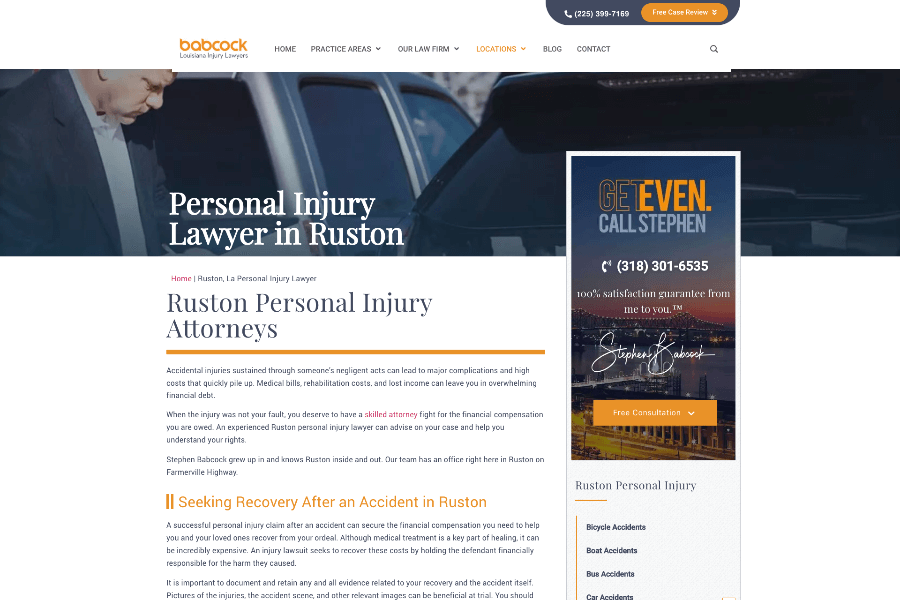 (225) 399-7169
Free Case Review
babcock
Louisiana Injury Lawyers
HOME
PRACTICE AREAS
OUR LAW FIRM
LOCATIONS
BLOG
CONTACT
Personal Injury
Lawyer in Ruston
Home | Ruston, La Personal Injury Lawyer
Ruston Personal Injury
Attorneys
Accidental injuries sustained through someone's negligent acts can lead to major complications and high
costs that quickly pile up. Medical bills, rehabilitation costs, and lost income can leave you in overwhelming
financial debt.
When the injury was not your fault, you deserve to have a skilled attorney fight for the financial compensation
you are owed. An experienced Ruston personal injury lawyer can advise on your case and help you
understand your rights.
Stephen Babcock grew up in and knows Ruston inside and out. Our team has an office right here in Ruston on
Farmerville Highway.
Seeking Recovery After an Accident in Ruston
A successful personal injury claim after an accident can secure the financial compensation you need to help
you and your loved ones recover from your ordeal. Although medical treatment is a key part of healing, it can
be incredibly expensive. An injury lawsuit seeks to recover these costs by holding the defendant financially
responsible for the harm they caused.
It is important to document and retain any and all evidence related to your recovery and the accident itself.
Pictures of the injuries, the accident scene, and other relevant images can be beneficial at trial. You should
GETEVEN.
CALL STEPHEN
(318) 301-6535
100% satisfaction guarantee from
me to you.™
Stephen Babcock
Free Consultation
Ruston Personal Injury
Bicycle Accidents
Boat Accidents
Bus Accidents
Car Accidents